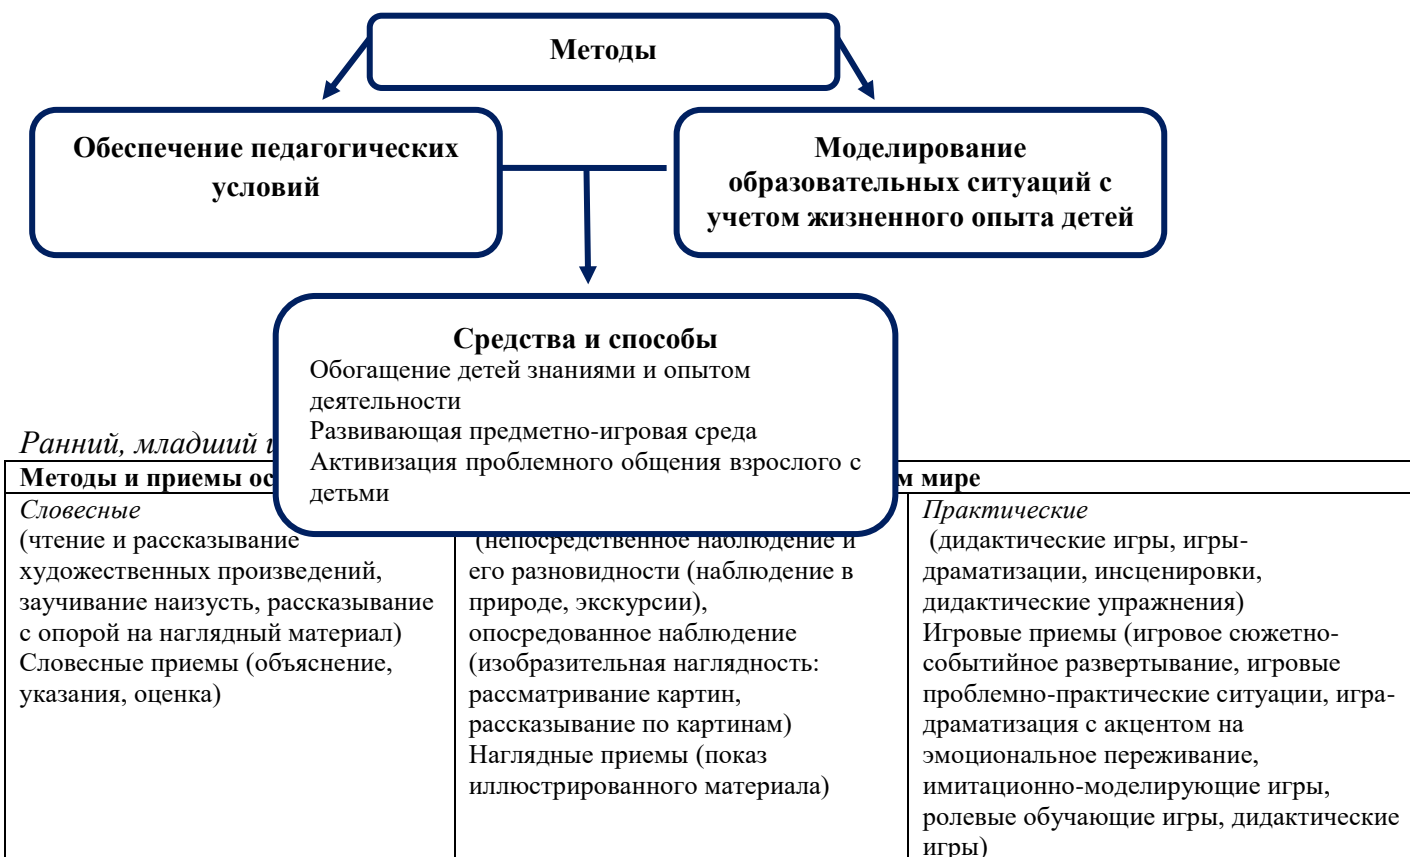 Методы
Обеспечение педагогических
условий
Моделирование
образовательных ситуаций с
учетом жизненного опыта детей
Средства и способы
Обогащение детей знаниями и опытом
деятельности
Развивающая предметно-игровая среда
Активизация проблемного общения взрослого с
детьми
Ранний, младший
Методы и приемы
мире
Словесные
(чтение и рассказывание
художественных произведений,
заучивание наизусть, рассказывание
с опорой на наглядный материал)
Словесные приемы (объяснение,
указания, оценка)
(непосредственное наблюдение и
его разновидности (наблюдение в
природе, экскурсии),
опосредованное наблюдение
(изобразительная наглядность:
рассматривание картин,
рассказывание по картинам)
Наглядные приемы (показ
иллюстрированного материала)
Практические
(дидактические игры, игры-
драматизации, инсценировки,
дидактические упражнения)
Игровые приемы (игровое сюжетно-
событийное развертывание, игровые
проблемно-практические ситуации, игра-
драматизация с акцентом на
эмоциональное переживание,
имитационно-моделирующие игры,
ролевые обучающие игры, дидактические
игры)